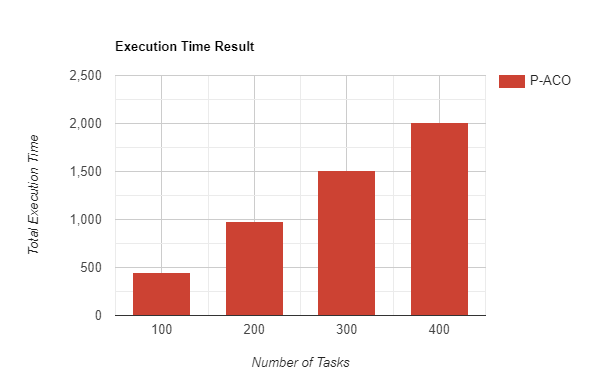 Execution Time Result
P-ACO
2,500
2,000
1,500
1,000
500
0
Total Execution Time
100 200 300 400
Number of Tasks